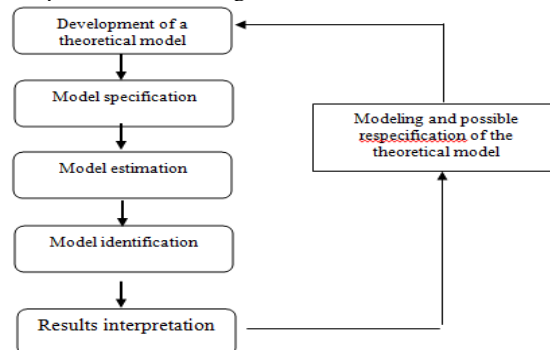 Development of a
theoretical model
Model specification
Modeling and possible
respecification of the
theoretical model
Model estimation
Model identification
Results interpretation